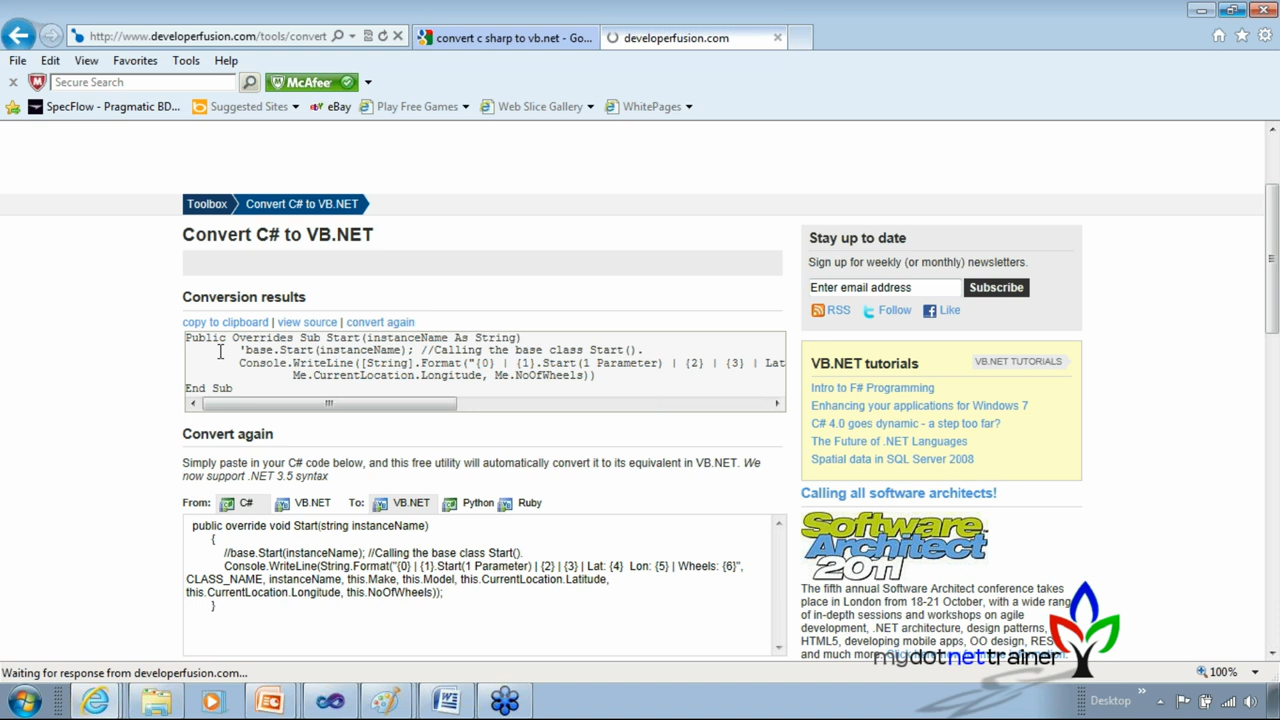 http://www.developerfusion.com/tools/convert
convert c sharp to vb.net - Go...
developerfusion.com
File Edit View Favorites Tools Help
Secure Search
McAfee
SpecFlow - Pragmatic BD...
Suggested Sites
eBay
Play Free Games
Web Slice Gallery
WhitePages
Toolbox
Convert C# to VB.NET
Convert C# to VB.NET
Conversion results
copy to clipboard | view source | convert again
Public Overrides Sub Start(instanceName As String)
'base.Start(instanceName); //Calling the base class Start().
Console.WriteLine([String].Format("{0} | {1}.Start(1 Parameter) | {2} | {3} | Lat
Me.CurrentLocation.Longitude, Me.NoOfWheels))
End Sub
Convert again
Simply paste in your C# code below, and this free utility will automatically convert it to its equivalent in VB.NET. We
now support .NET 3.5 syntax
From: C# VB.NET To: VB.NET Python Ruby
public override void Start(string instanceName)
{
//base.Start(instanceName); //Calling the base class Start().
Console.WriteLine(String.Format("{0} | {1}.Start(1 Parameter) | {2} | {3} | Lat: {4} Lon: {5} | Wheels: {6}",
CLASS_NAME, instanceName, this.Make, this.Model, this.CurrentLocation.Latitude,
this.CurrentLocation.Longitude, this.NoOfWheels));
}
Stay up to date
Sign up for weekly (or monthly) newsletters.
Enter email address
Subscribe
RSS Follow Like
VB.NET tutorials
VB.NET TUTORIALS
Intro to F# Programming
Enhancing your applications for Windows 7
C# 4.0 goes dynamic - a step too far?
The Future of .NET Languages
Spatial data in SQL Server 2008
Calling all software architects!
Software
Architect
2011
The fifth annual Software Architect conference takes
place in London from 18-21 October, with a wide range
of in-depth sessions and workshops on agile
development, .NET architecture, design patterns,
HTML5, developing mobile apps, OO design, RES
and much more.
mydotnettrainer
Waiting for response from developerfusion.com...
100%
Desktop